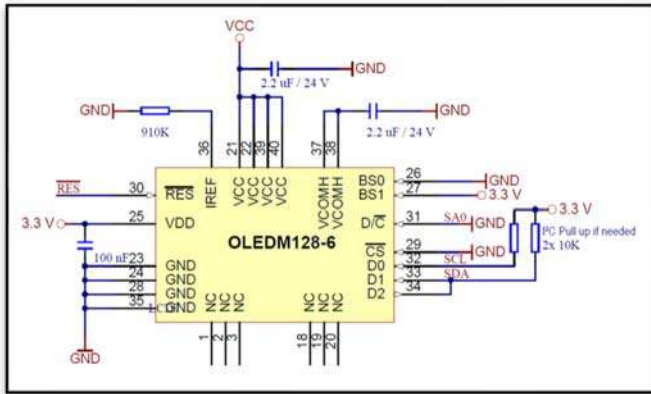 VCC
GND
2.2 uF / 24 V
GND
910K
GND
2.2 uF / 24 V
36
21
22
39
40
37
38
RES
30
RES
IREF
VCC
VCC
VCC
VCC
VCOMH
VCOMH
BS0
26
GND
BS1
27
3.3 V
3.3 V
25
VDD
D/C
31
SA0
GND
3.3 V
I²C Pull up if needed
2x 10K
OLEDM128-6
100 nF
CS
29
GND
23
GND
D0
32
SCL
24
GND
D1
33
SDA
28
GND
D2
34
35
GND
NC
NC
NC
NC
NC
NC
1
2
3
18
19
20
GND